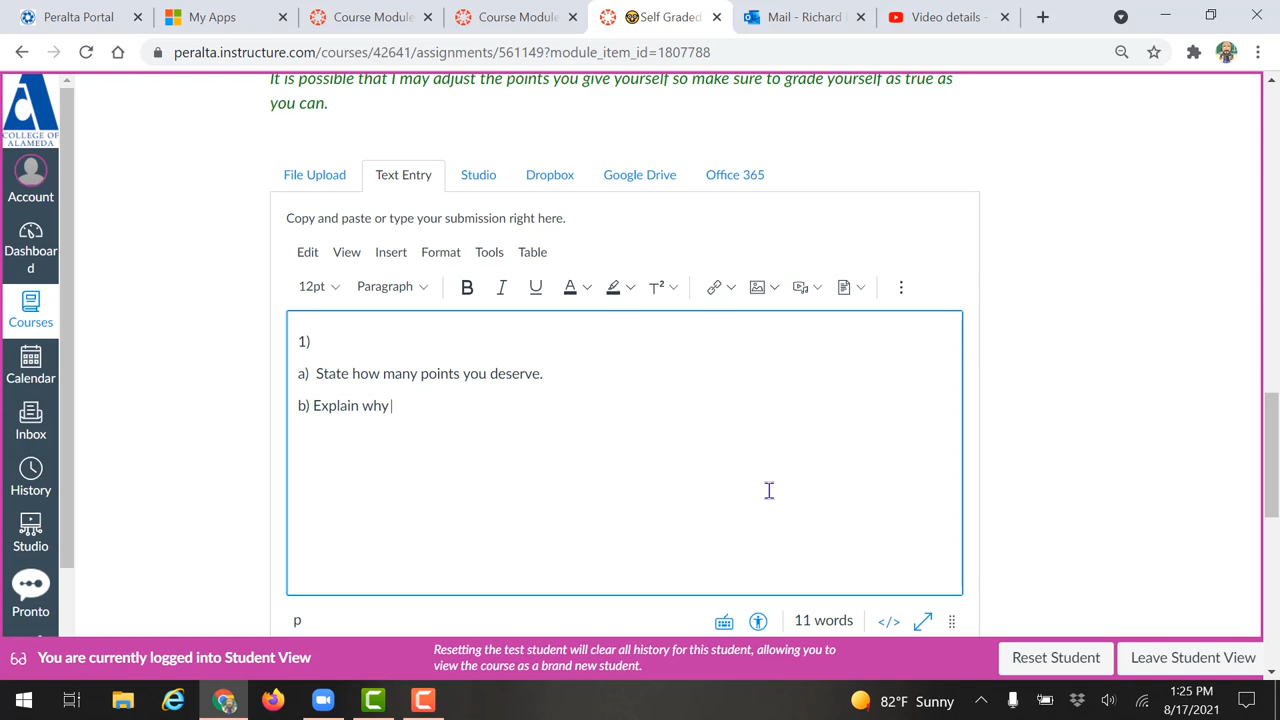 Peralta Portal
My Apps
Course Module
Course Module
Self Graded
Mail - Richard
Video details -
peralta.instructure.com/courses/42641/assignments/561149?module_item_id=1807788
It is possible that I may adjust the points you give yourself so make sure to grade yourself as true as
you can.
COLLEGE OF
ALAMEDA
Account
Dashboar
d
Courses
Calendar
Inbox
History
Studio
Pronto
File Upload
Text Entry
Studio
Dropbox
Google Drive
Office 365
Copy and paste or type your submission right here.
Edit View Insert Format Tools Table
12pt Paragraph B I U A T²
1)
a) State how many points you deserve.
b) Explain why
p
11 words
</>
You are currently logged into Student View
Resetting the test student will clear all history for this student, allowing you to
view the course as a brand new student.
Reset Student
Leave Student View
82°F Sunny
1:25 PM
8/17/2021